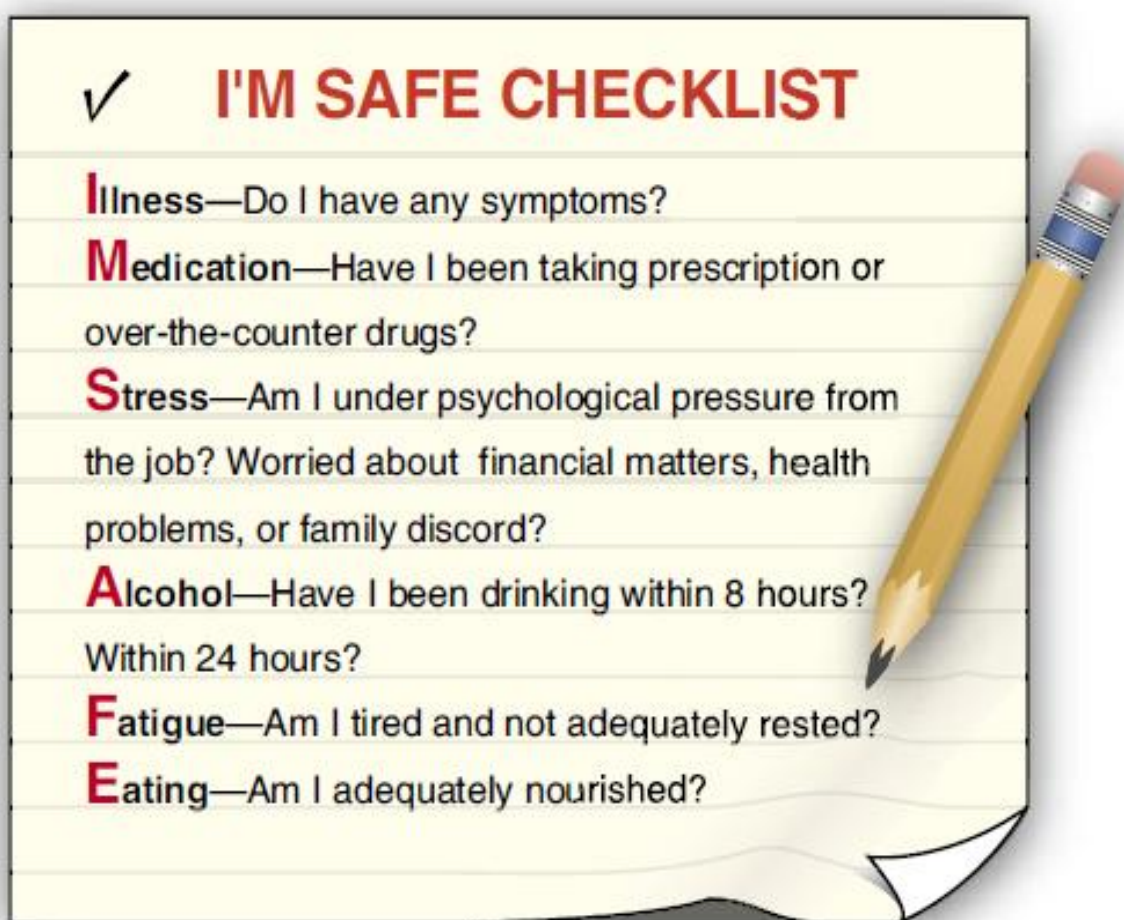 ✓ I'M SAFE CHECKLIST
Illness—Do I have any symptoms?
Medication—Have I been taking prescription or
over-the-counter drugs?
Stress—Am I under psychological pressure from
the job? Worried about  financial matters, health
problems, or family discord?
Alcohol—Have I been drinking within 8 hours?
Within 24 hours?
Fatigue—Am I tired and not adequately rested?
Eating—Am I adequately nourished?